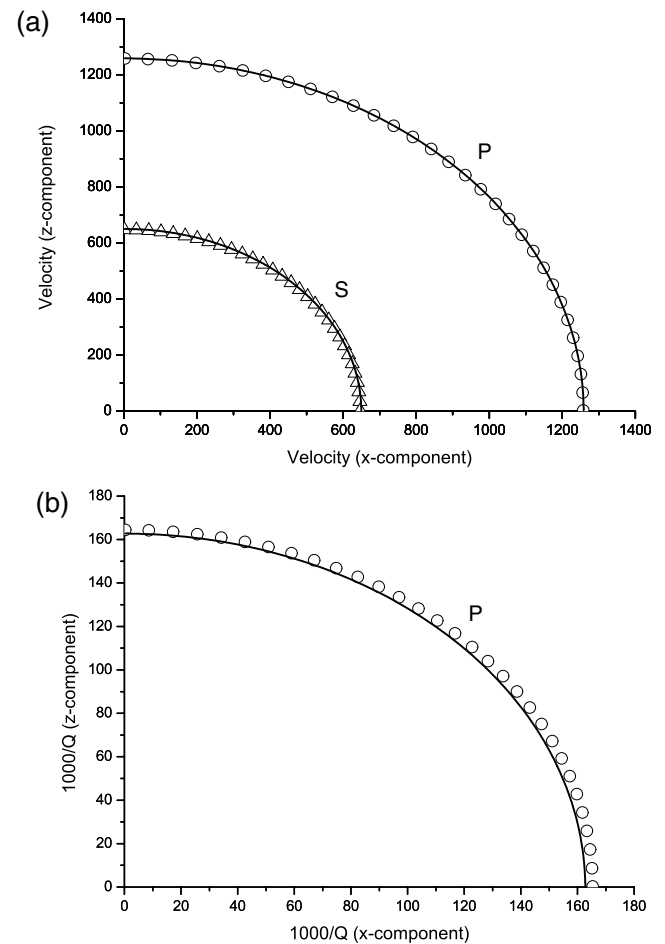 (a)
1400
1200
1000
800
600
400
200
0
Velocity (z-component)
P
S
0 200 400 600 800 1000 1200 1400
Velocity (x-component)
(b)
180
160
140
120
100
80
60
40
20
0
1000/Q (z-component)
P
0 20 40 60 80 100 120 140 160 180
1000/Q (x-component)